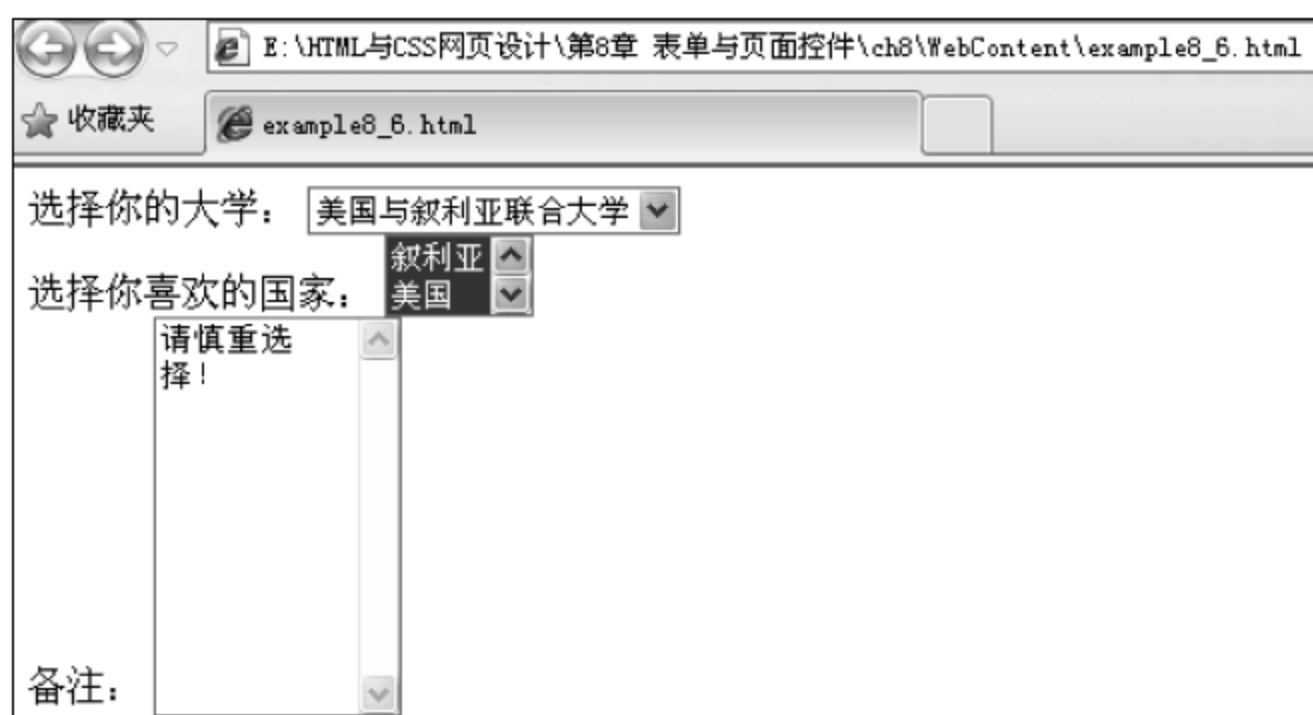 E:\HTML与CSS网页设计\第8章 表单与页面控件\ch8\WebContent\example8_6.html
收藏夹
example8_6.html
选择你的大学： 美国与叙利亚联合大学
叙利亚
选择你喜欢的国家： 美国
请慎重选
择！
备注：